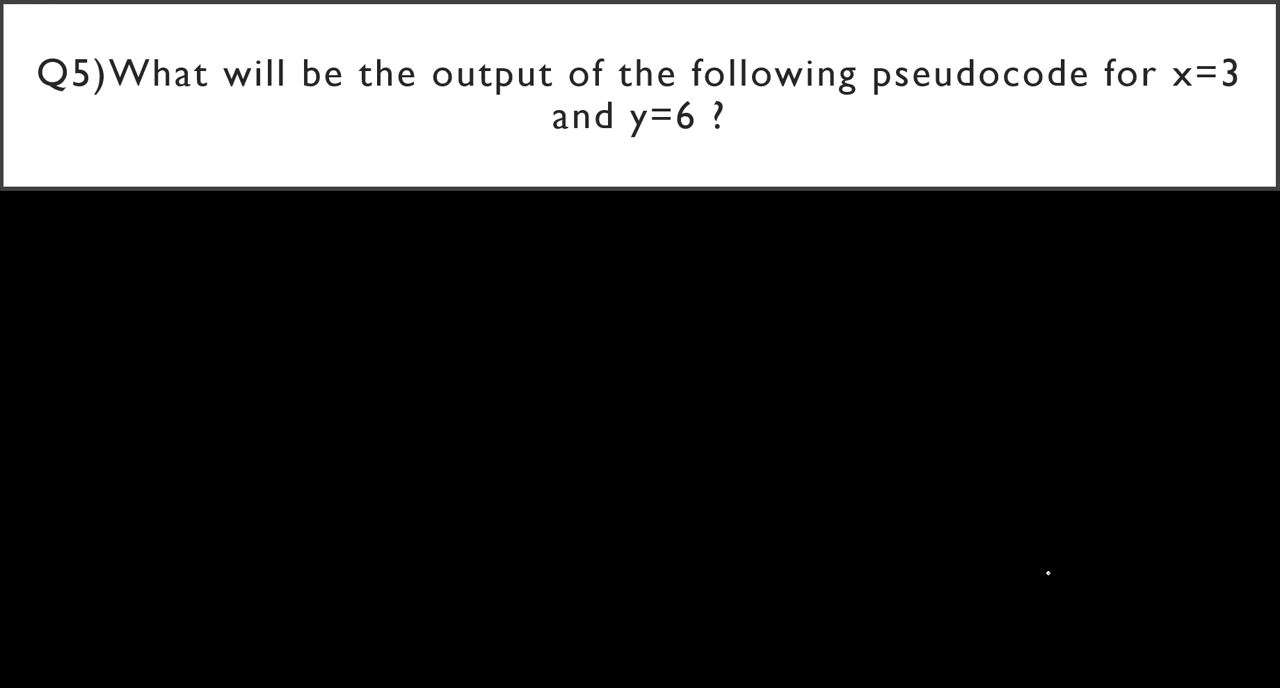 Q5)What will be the output of the following pseudocode for x=3
and y=6 ?